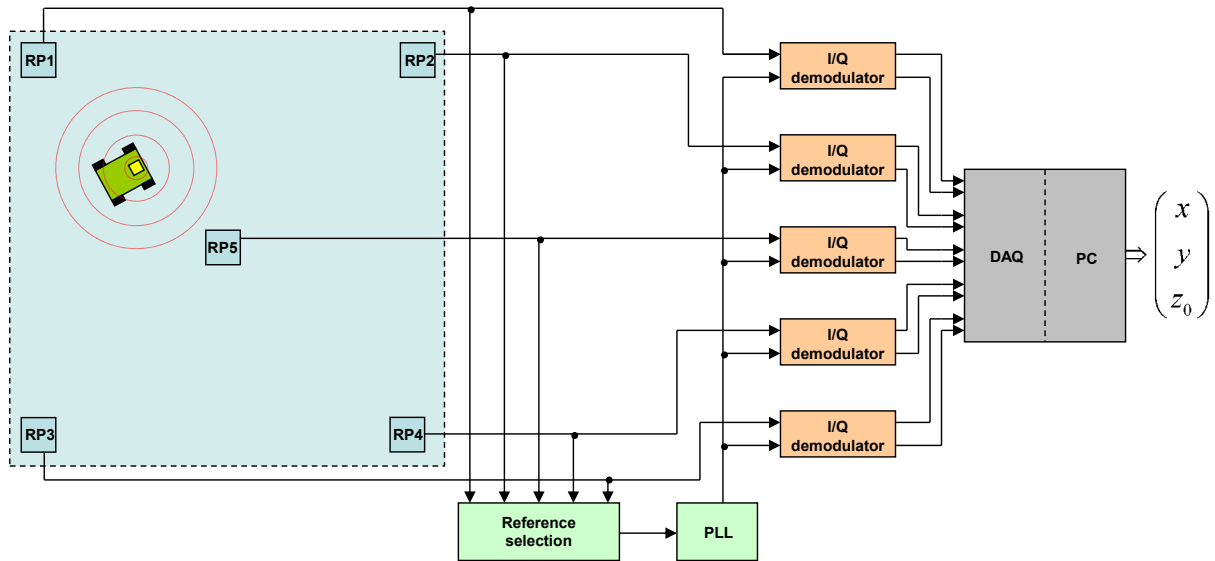 RP1
RP2
RP5
RP3
RP4
I/Q
demodulator
I/Q
demodulator
I/Q
demodulator
I/Q
demodulator
I/Q
demodulator
DAQ
PC
x
y
z₀
Reference
selection
PLL